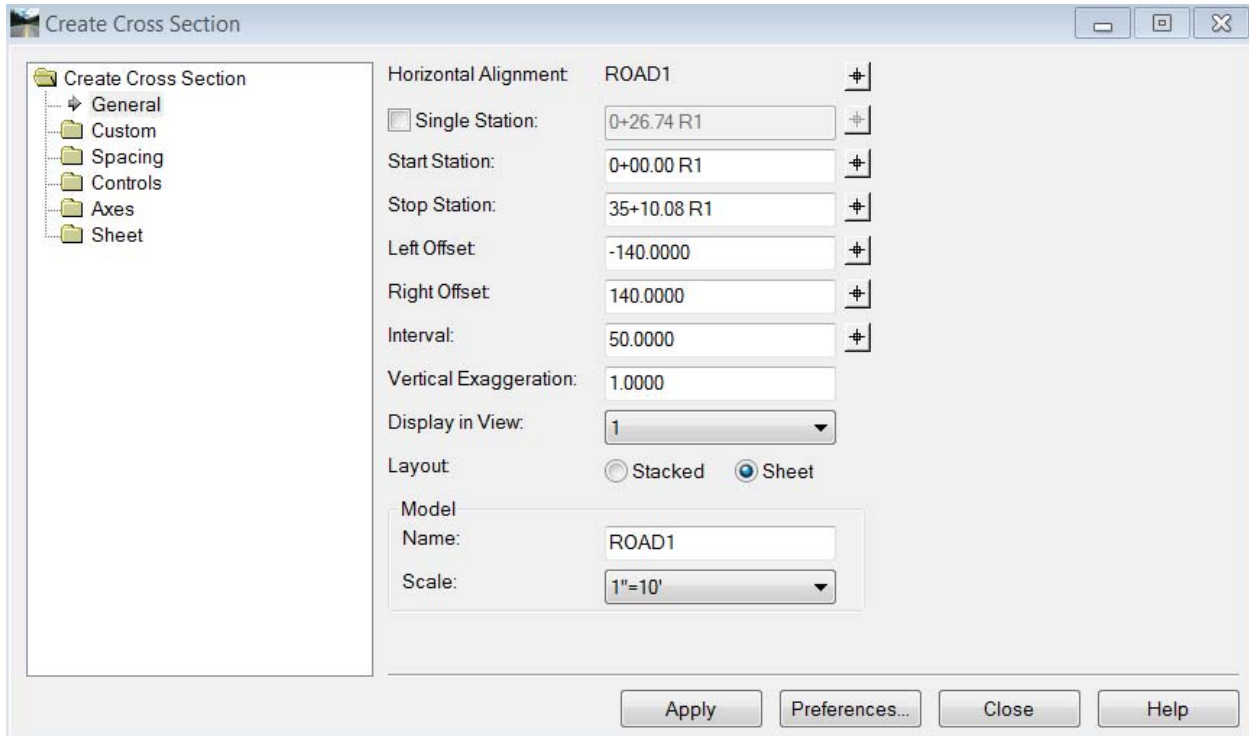 Create Cross Section
Create Cross Section
General
Custom
Spacing
Controls
Axes
Sheet
Horizontal Alignment: ROAD1
Single Station: 0+26.74 R1
Start Station: 0+00.00 R1
Stop Station: 35+10.08 R1
Left Offset: -140.0000
Right Offset: 140.0000
Interval: 50.0000
Vertical Exaggeration: 1.0000
Display in View: 1
Layout: Stacked Sheet
Model
Name: ROAD1
Scale: 1"=10'
Apply Preferences... Close Help